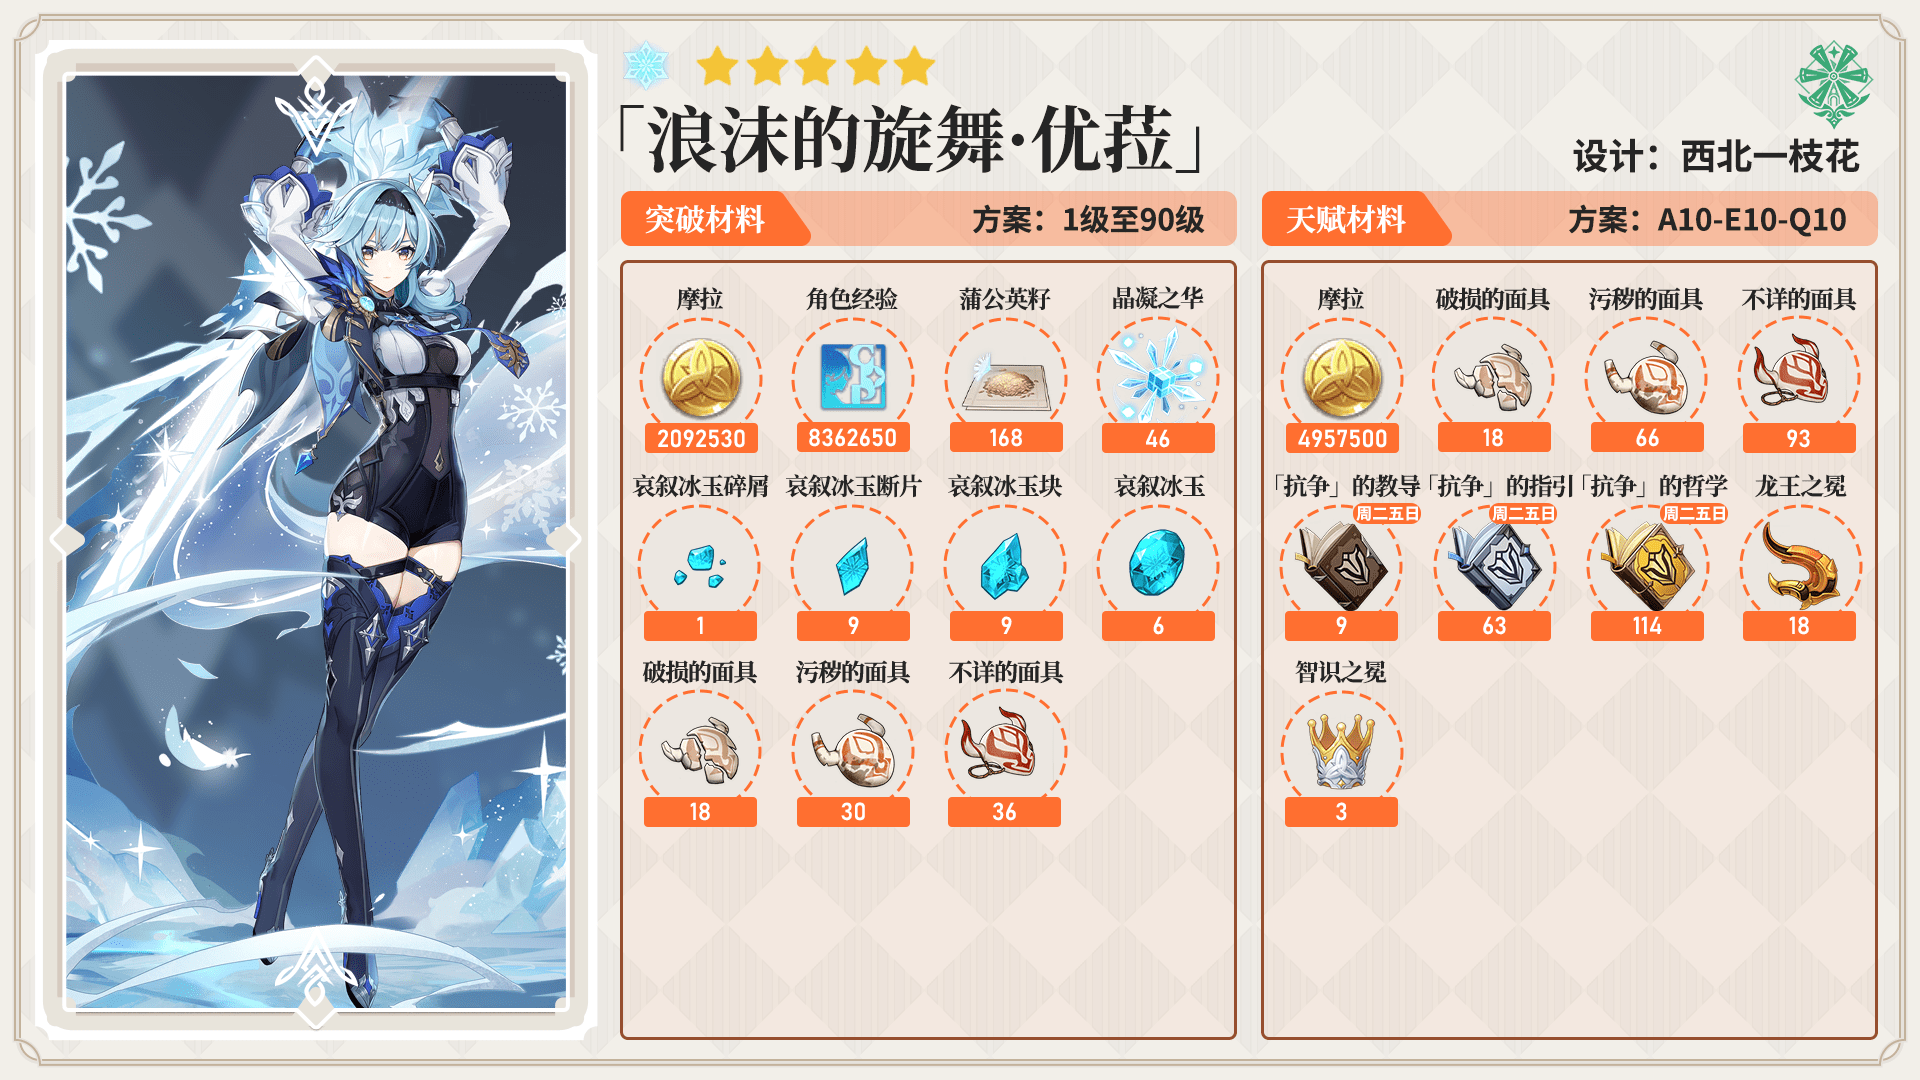 「浪沫的旋舞·优菈」
设计：西北一枝花
突破材料
方案：1级至90级
摩拉 角色经验 蒲公英籽 晶凝之华
2092530 8362650 168 46
哀叙冰玉碎屑 哀叙冰玉断片 哀叙冰玉块 哀叙冰玉
1 9 9 6
破损的面具 污秽的面具 不详的面具
18 30 36
天赋材料
方案：A10-E10-Q10
摩拉 破损的面具 污秽的面具 不详的面具
4957500 18 66 93
「抗争」的教导 「抗争」的指引 「抗争」的哲学 龙王之冕
周二五日 周二五日 周二五日
9 63 114 18
智识之冕
3